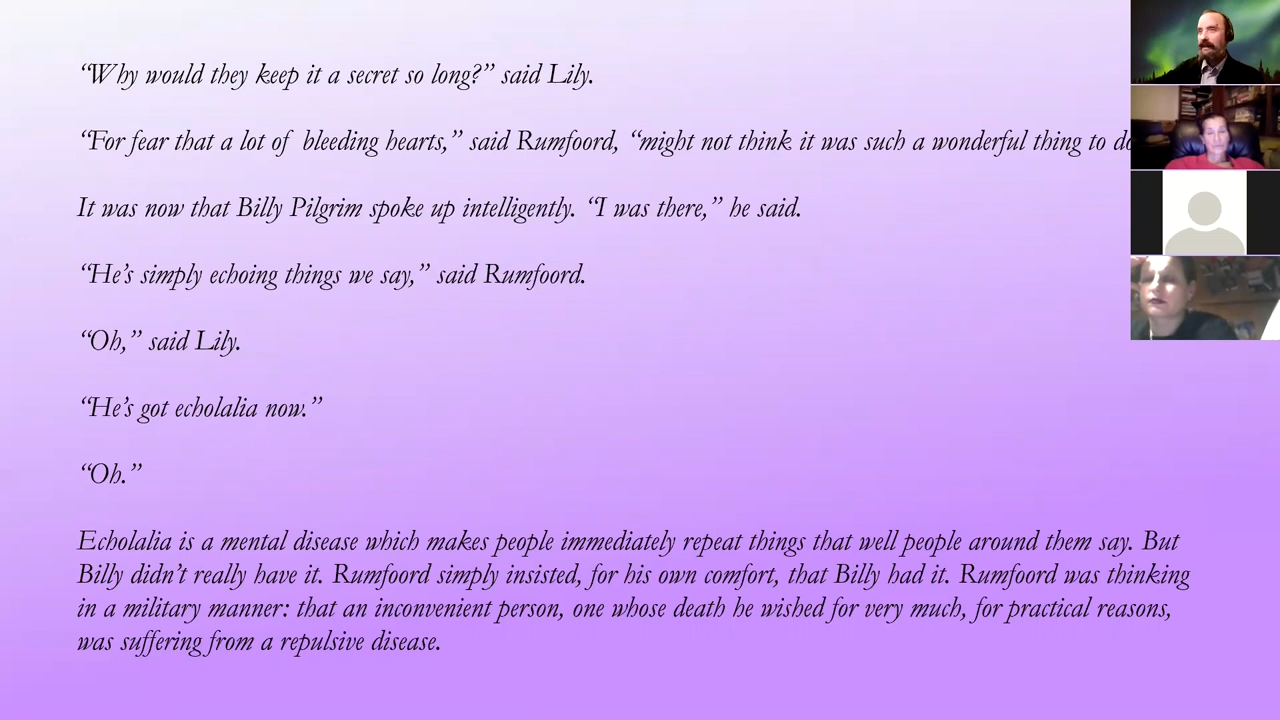 “Why would they keep it a secret so long?” said Lily.
“For fear that a lot of bleeding hearts,” said Rumfoord, “might not think it was such a wonderful thing to do
It was now that Billy Pilgrim spoke up intelligently. “I was there,” he said.
“He’s simply echoing things we say,” said Rumfoord.
“Oh,” said Lily.
“He’s got echolalia now.”
“Oh.”
Echolalia is a mental disease which makes people immediately repeat things that well people around them say. But
Billy didn’t really have it. Rumfoord simply insisted, for his own comfort, that Billy had it. Rumfoord was thinking
in a military manner: that an inconvenient person, one whose death he wished for very much, for practical reasons,
was suffering from a repulsive disease.